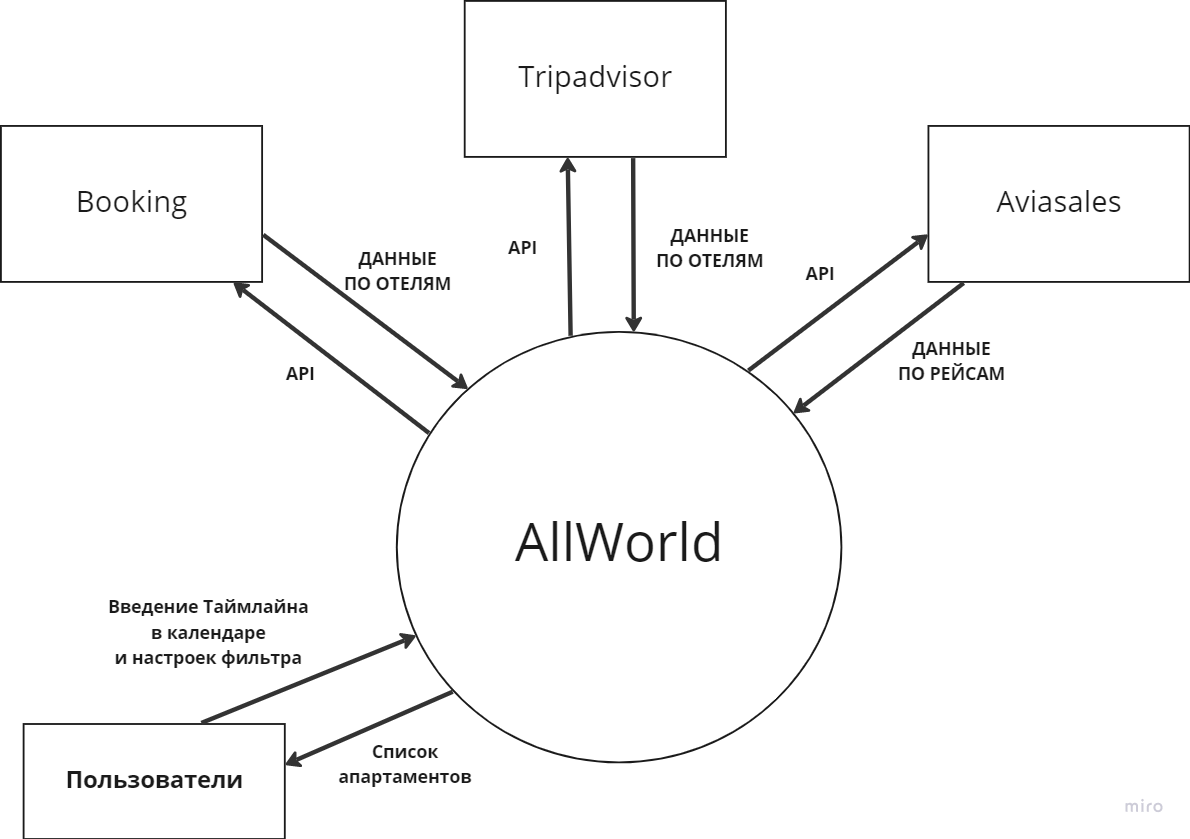 Tripadvisor
Booking
Aviasales
API
ДАННЫЕ
ПО ОТЕЛЯМ
ДАННЫЕ
ПО ОТЕЛЯМ
API
API
ДАННЫЕ
ПО РЕЙСАМ
AllWorld
Введение Таймлайна
в календаре
и настроек фильтра
Список
апартаментов
Пользователи
miro